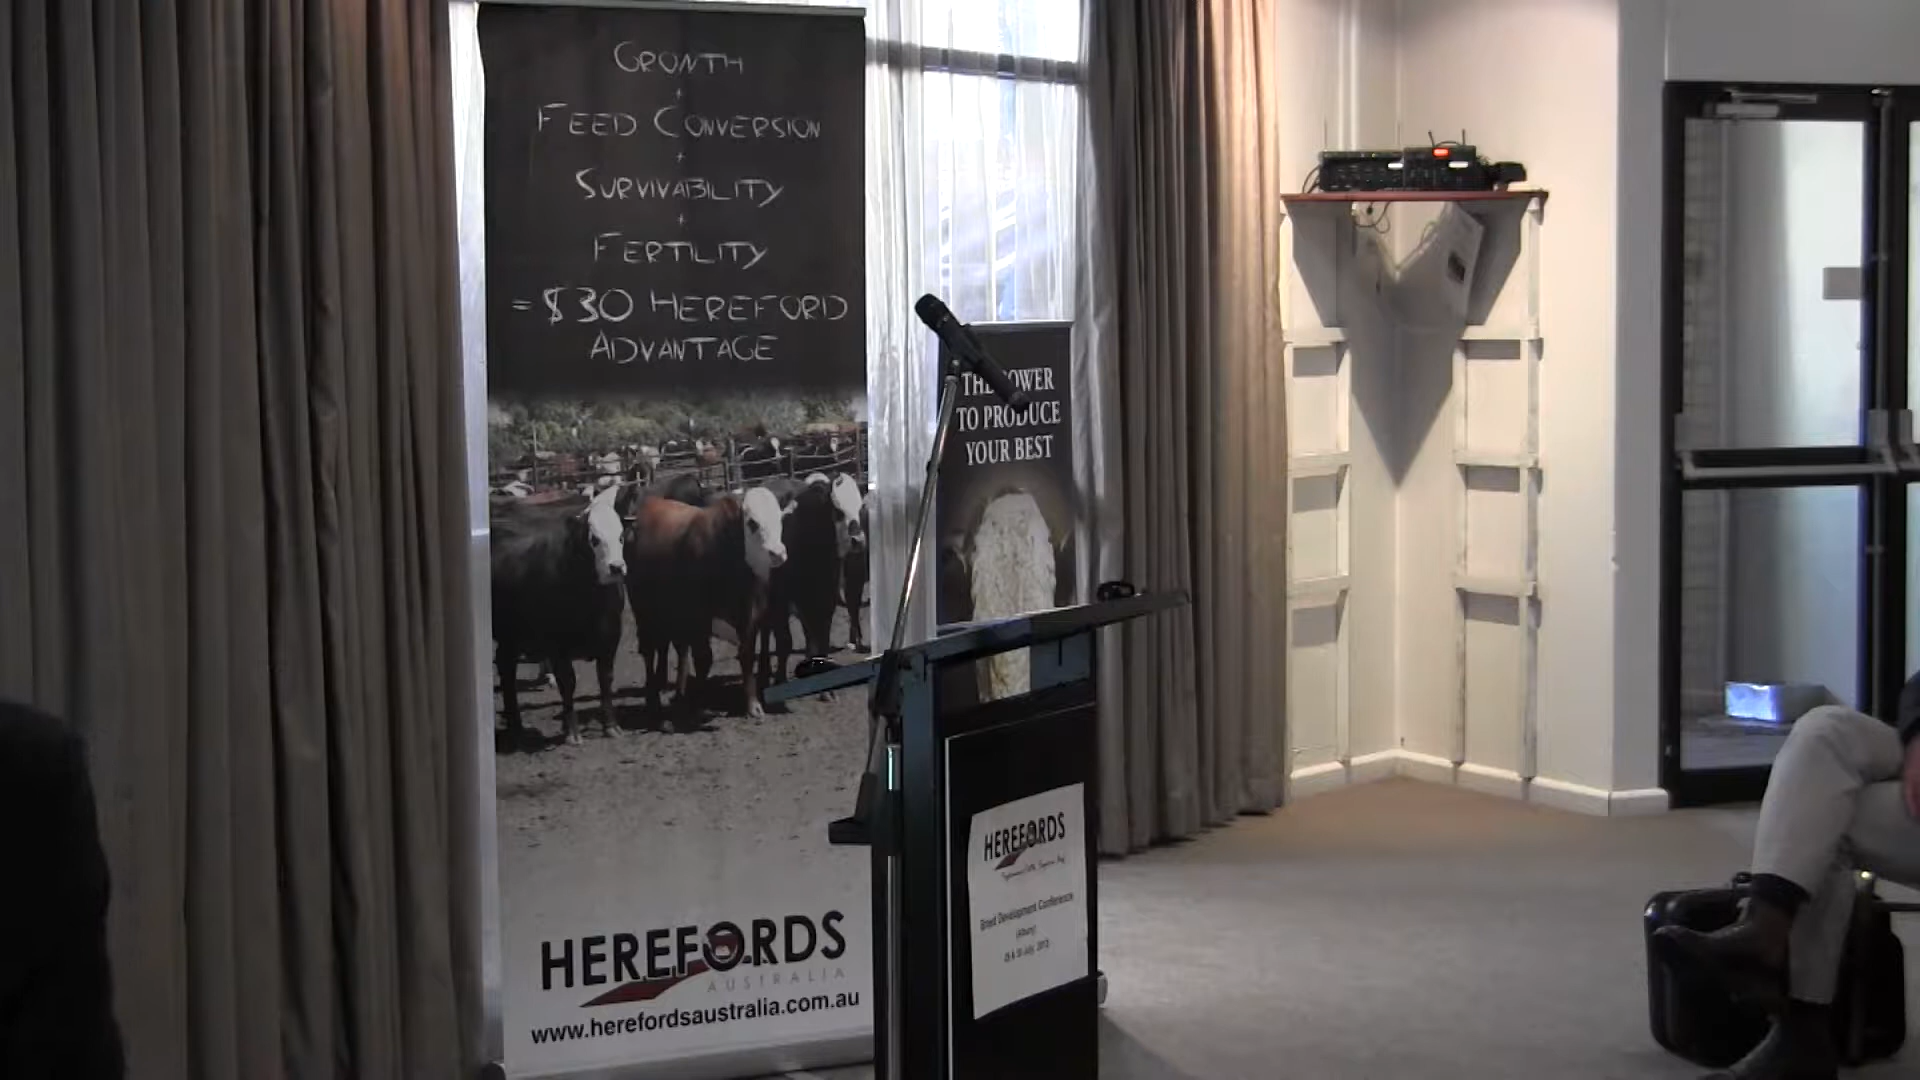 GROWTH
+
FEED CONVERSION
+
SURVIVABILITY
+
FERTILITY
= $30 HEREFORD
ADVANTAGE
HEREFORDS
AUSTRALIA
www.herefordsaustralia.com.au
THE POWER
TO PRODUCE
YOUR BEST
HEREFORDS
Breed Development Conference
(Albury)